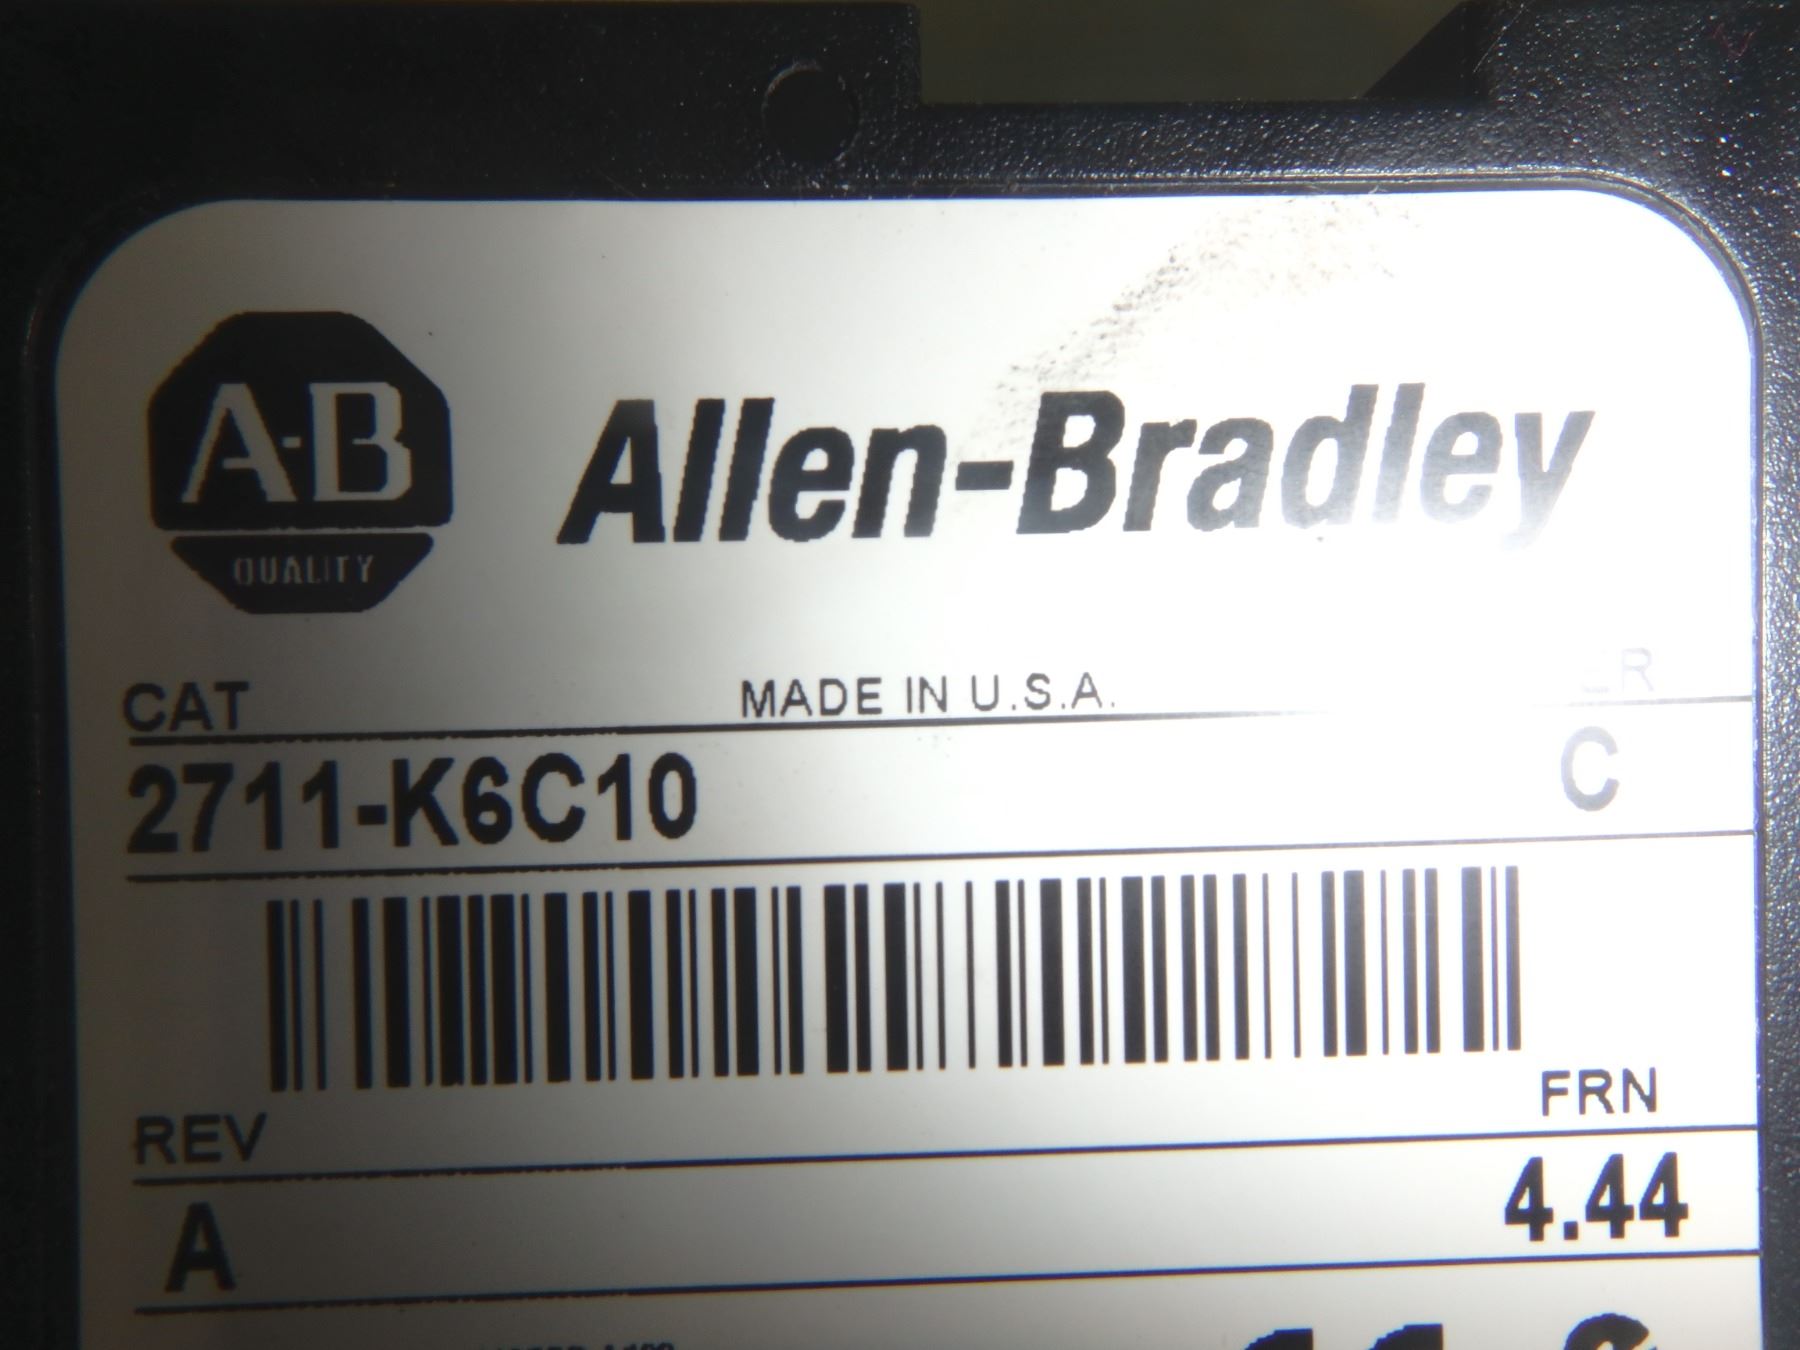 A-B
QUALITY
Allen-Bradley
CAT MADE IN U.S.A.
2711-K6C10 C
REV FRN
A 4.44